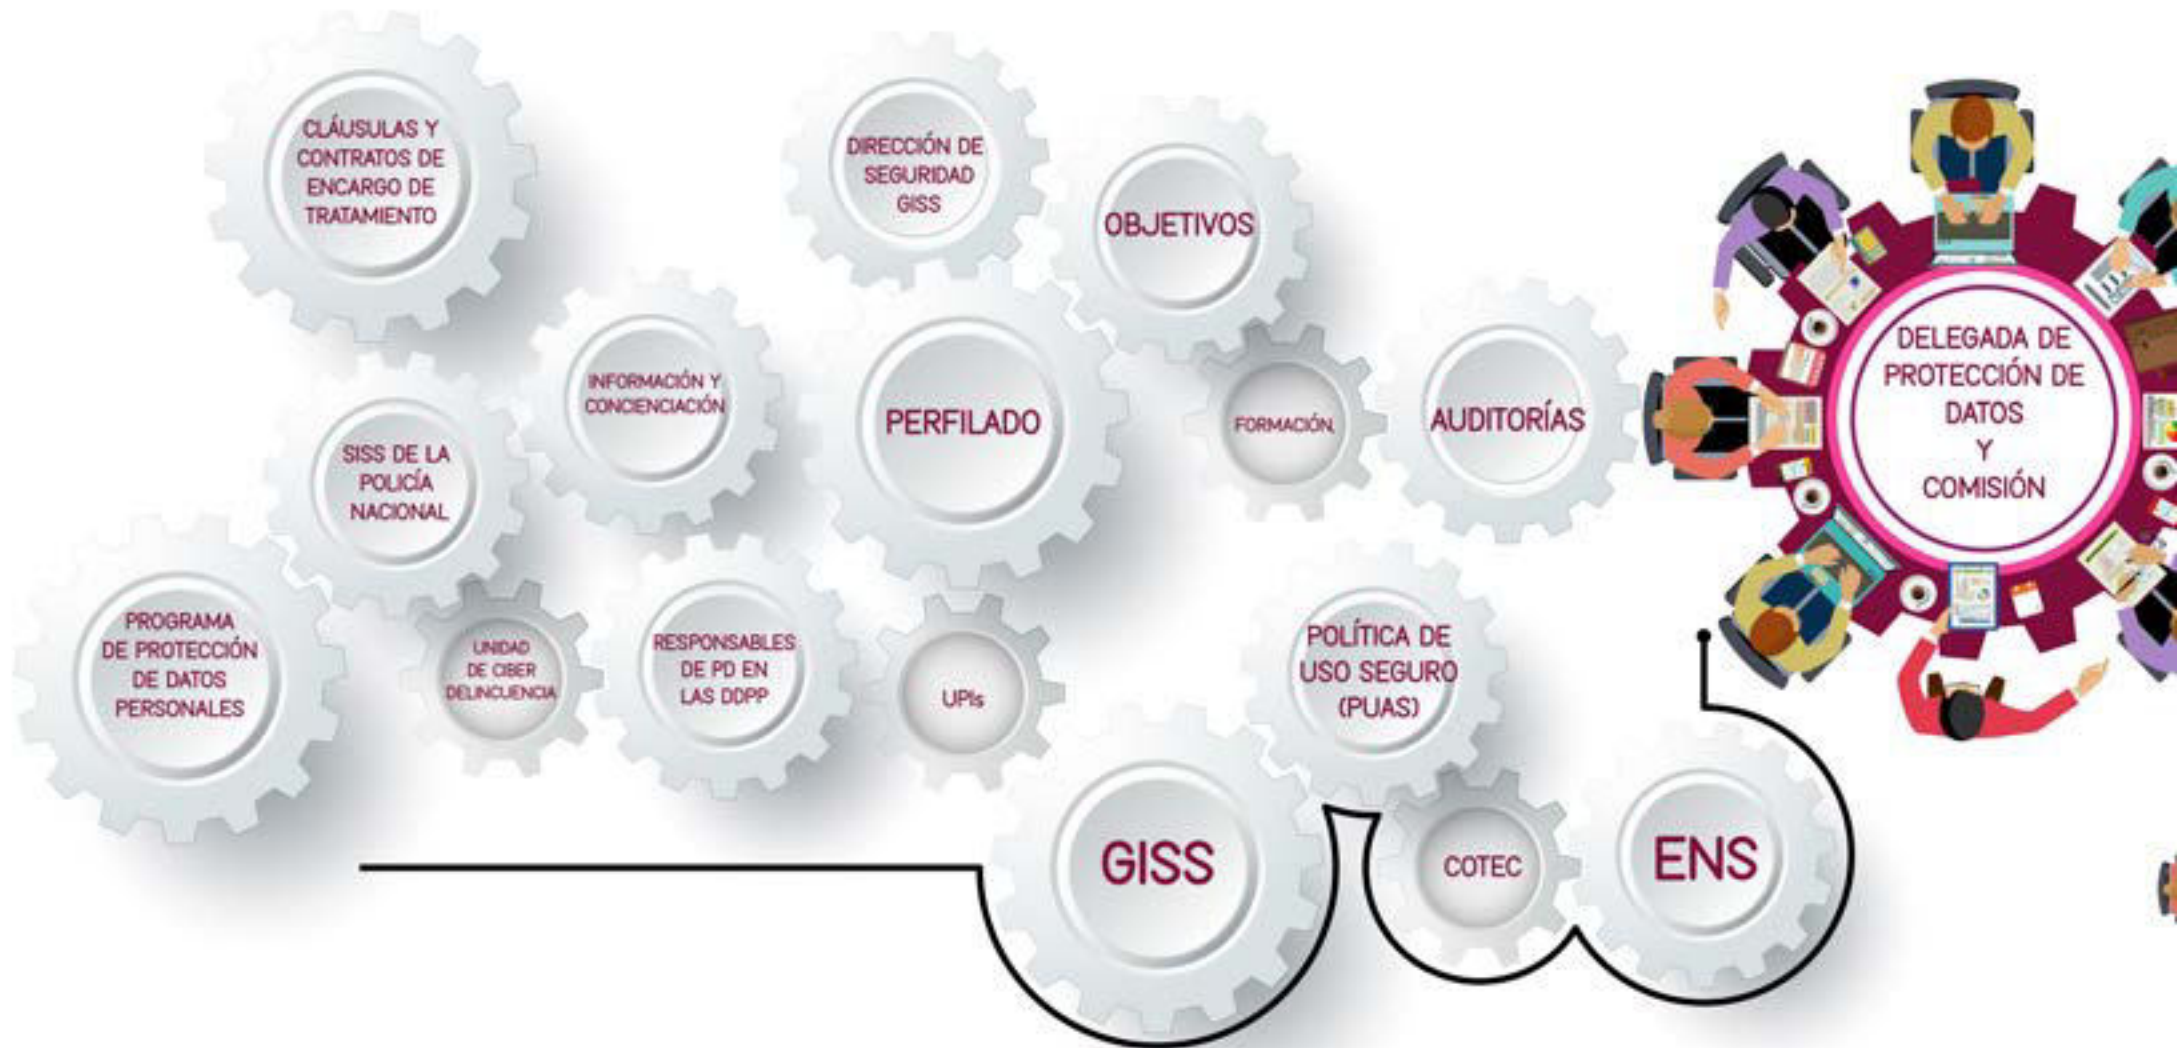 CLÁUSULAS Y
CONTRATOS DE
ENCARGO DE
TRATAMIENTO
DIRECCIÓN DE
SEGURIDAD
GISS
OBJETIVOS
INFORMACIÓN Y
CONCIENCIACIÓN
PERFILADO
FORMACIÓN
AUDITORÍAS
DELEGADA DE
PROTECCIÓN DE
DATOS
Y
COMISIÓN
SISS DE LA
POLICÍA
NACIONAL
PROGRAMA
DE PROTECCIÓN
DE DATOS
PERSONALES
UNIDAD
DE CIBER
DELINCUENCIA
RESPONSABLES
DE PD EN
LAS DDPP
UPIs
POLÍTICA DE
USO SEGURO
(PUAS)
GISS
COTEC
ENS